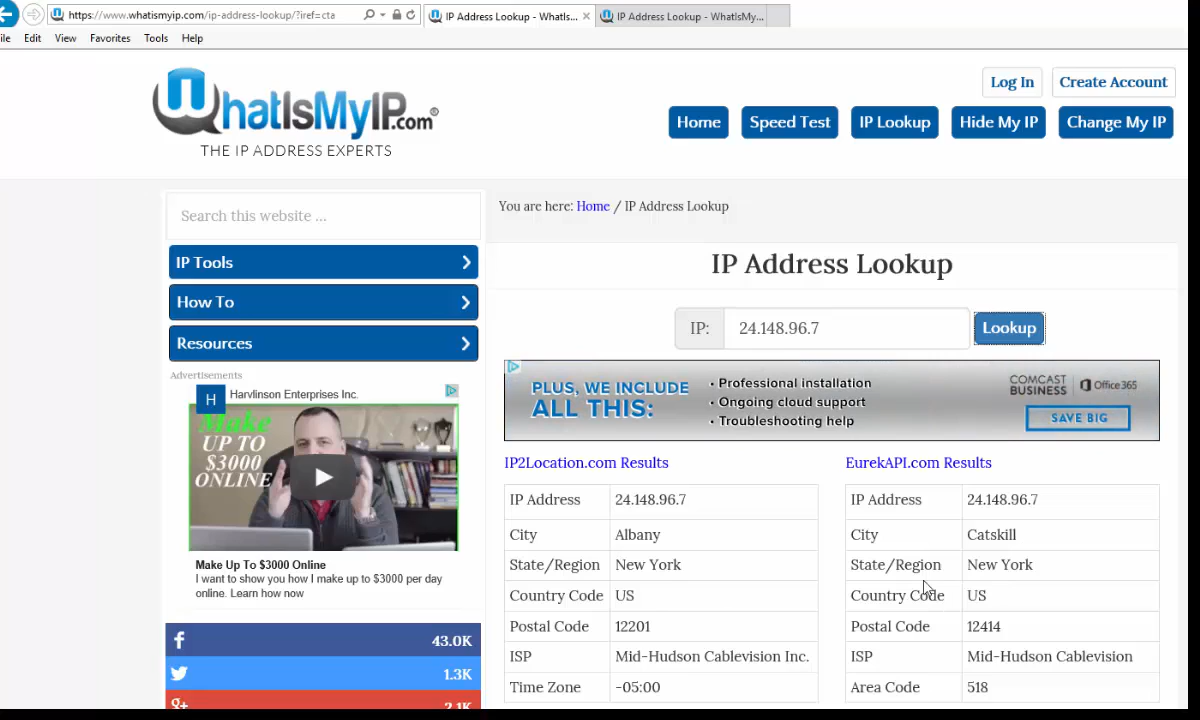 https://www.whatismyip.com/ip-address-lookup/?iref=cta
IP Address Lookup - WhatIs...
IP Address Lookup - WhatIsMy...
ile Edit View Favorites Tools Help
WhatIsMyIP.com®
THE IP ADDRESS EXPERTS
Log In Create Account
Home Speed Test IP Lookup Hide My IP Change My IP
Search this website ...
IP Tools
How To
Resources
Advertisements
H Harvlinson Enterprises Inc.
Make
UP TO
$3000
ONLINE
Make Up To $3000 Online
I want to show you how I make up to $3000 per day
online. Learn how now
43.0K
1.3K
g+ 2.1K
You are here: Home / IP Address Lookup
IP Address Lookup
IP: 24.148.96.7 Lookup
PLUS, WE INCLUDE
ALL THIS:
• Professional installation
• Ongoing cloud support
• Troubleshooting help
COMCAST
BUSINESS
Office 365
SAVE BIG
IP2Location.com Results
IP Address 24.148.96.7
City Albany
State/Region New York
Country Code US
Postal Code 12201
ISP Mid-Hudson Cablevision Inc.
Time Zone -05:00
EurekAPI.com Results
IP Address 24.148.96.7
City Catskill
State/Region New York
Country Code US
Postal Code 12414
ISP Mid-Hudson Cablevision
Area Code 518